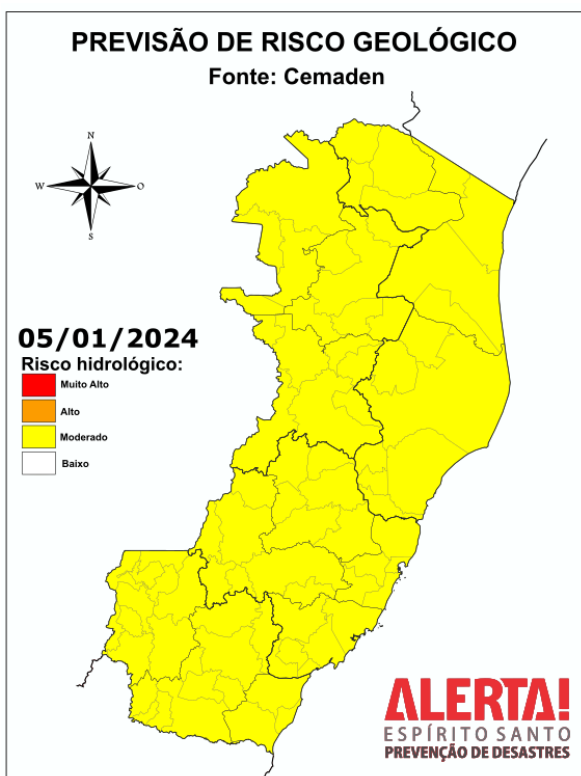 PREVISÃO DE RISCO GEOLÓGICO
Fonte: Cemaden
N
W
O
S
05/01/2024
Risco hidrológico:
Muito Alto
Alto
Moderado
Baixo
ALERTA!
ESPÍRITO SANTO
PREVENÇÃO DE DESASTRES